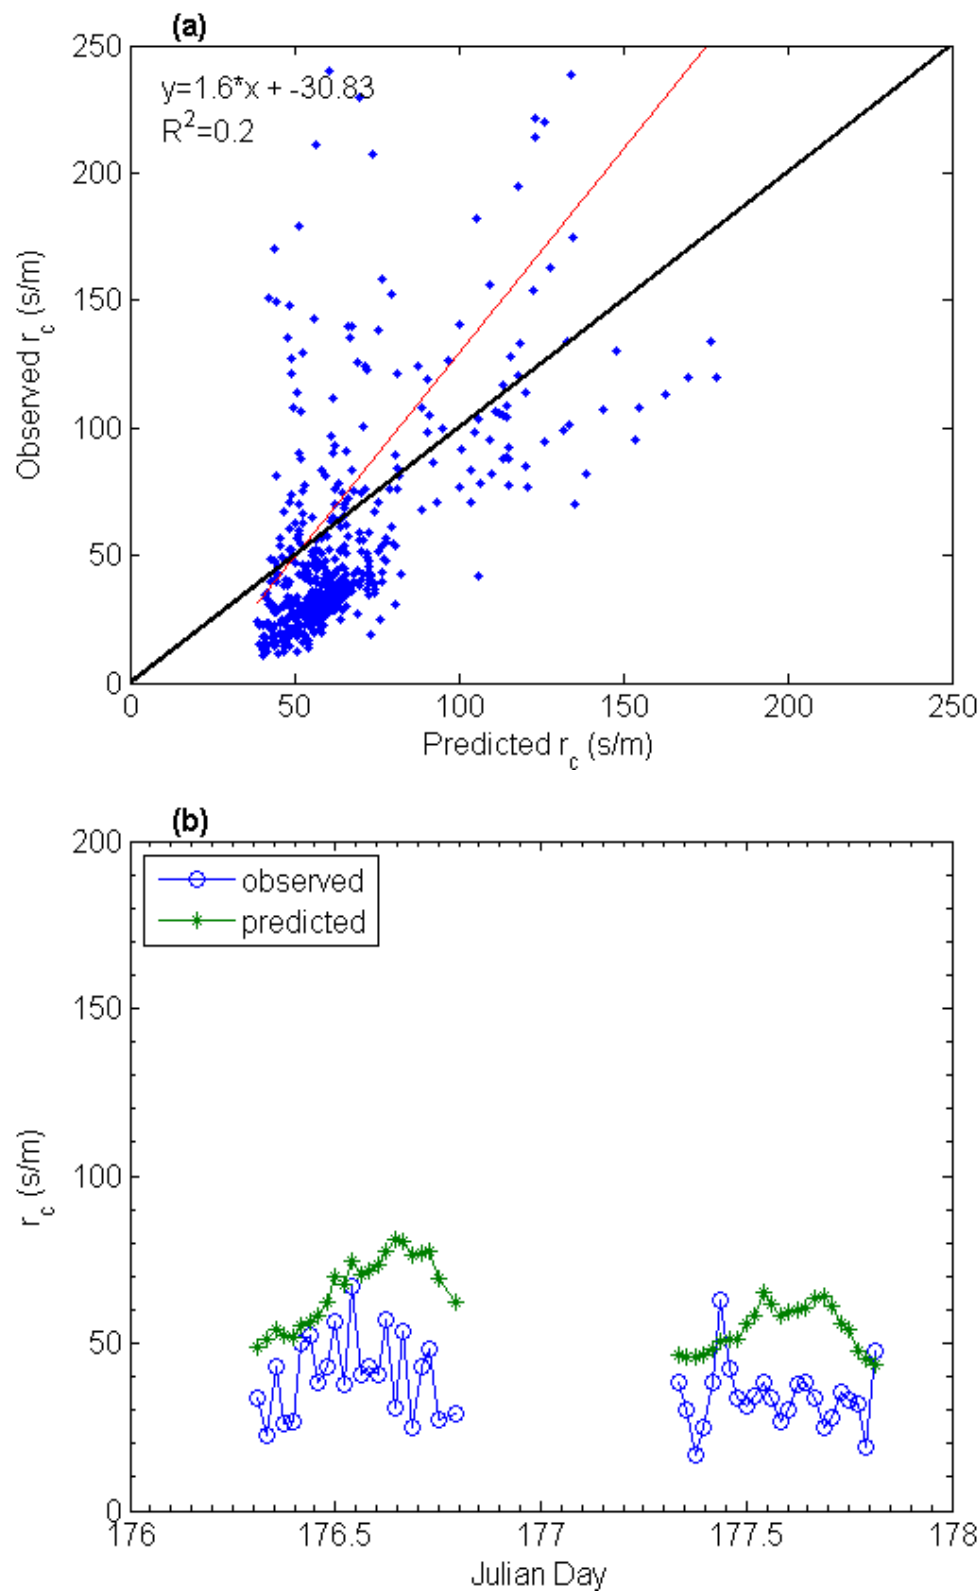 (a)
250
200
150
100
50
0
y=1.6*x + -30.83
R²=0.2
Observed r_c (s/m)
0 50 100 150 200 250
Predicted r_c (s/m)
(b)
200
150
100
50
0
observed
predicted
r_c (s/m)
176 176.5 177 177.5 178
Julian Day